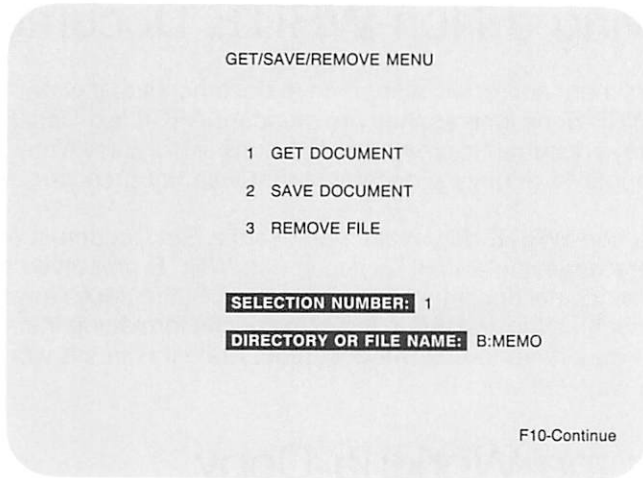 GET/SAVE/REMOVE MENU
1 GET DOCUMENT
2 SAVE DOCUMENT
3 REMOVE FILE
SELECTION NUMBER: 1
DIRECTORY OR FILE NAME: B:MEMO
F10-Continue